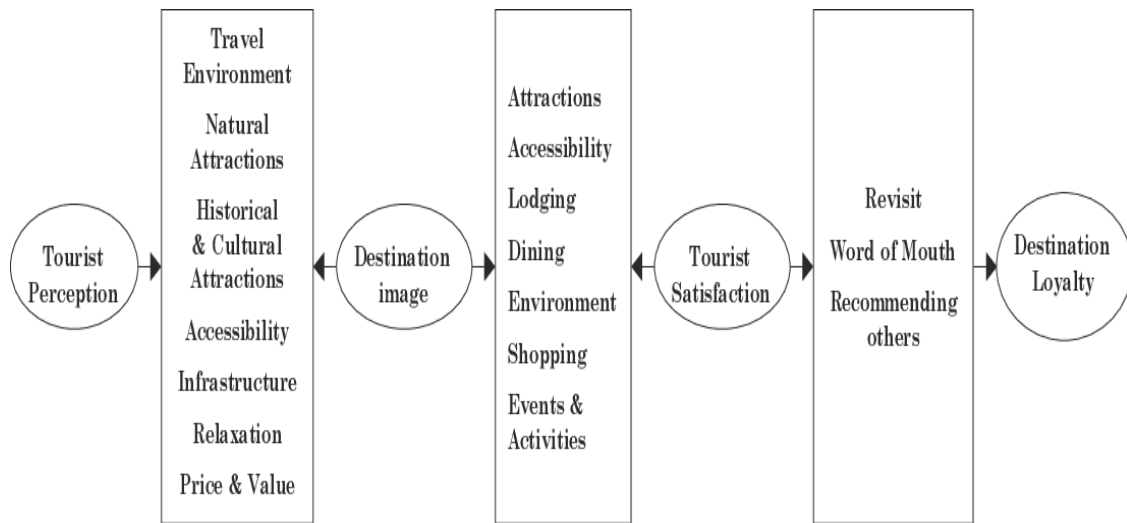 Tourist
Perception
Travel
Environment
Natural
Attractions
Historical
& Cultural
Attractions
Accessibility
Infrastructure
Relaxation
Price & Value
Destination
image
Attractions
Accessibility
Lodging
Dining
Environment
Shopping
Events &
Activities
Tourist
Satisfaction
Revisit
Word of Mouth
Recommending
others
Destination
Loyalty